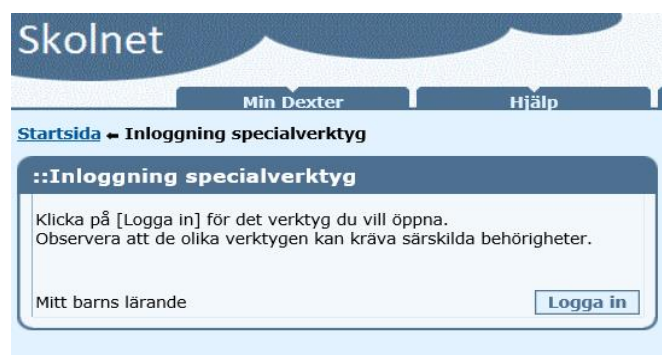 Skolnet
Min Dexter Hjälp
Startsida ← Inloggning specialverktyg
::Inloggning specialverktyg
Klicka på [Logga in] för det verktyg du vill öppna.
Observera att de olika verktygen kan kräva särskilda behörigheter.
Mitt barns lärande Logga in